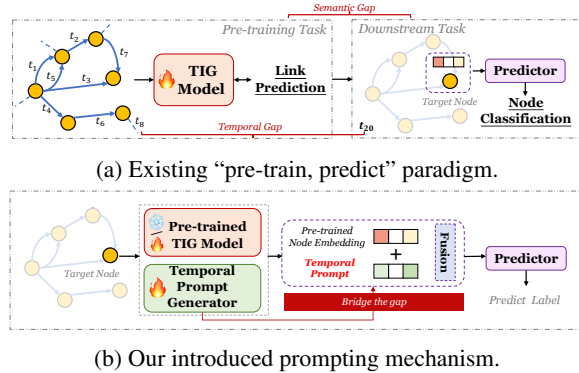 Semantic Gap
Pre-training Task
Downstream Task
t1
t2
t7
t5
t3
t4
t6
t8
TIG
Model
Link
Prediction
Target Node
Predictor
Node
Classification
Temporal Gap
t20
(a) Existing “pre-train, predict” paradigm.
Target Node
Pre-trained
TIG Model
Temporal
Prompt
Generator
Pre-trained
Node Embedding
+
Temporal
Prompt
Fusion
Bridge the gap
Predictor
Predict Label
(b) Our introduced prompting mechanism.